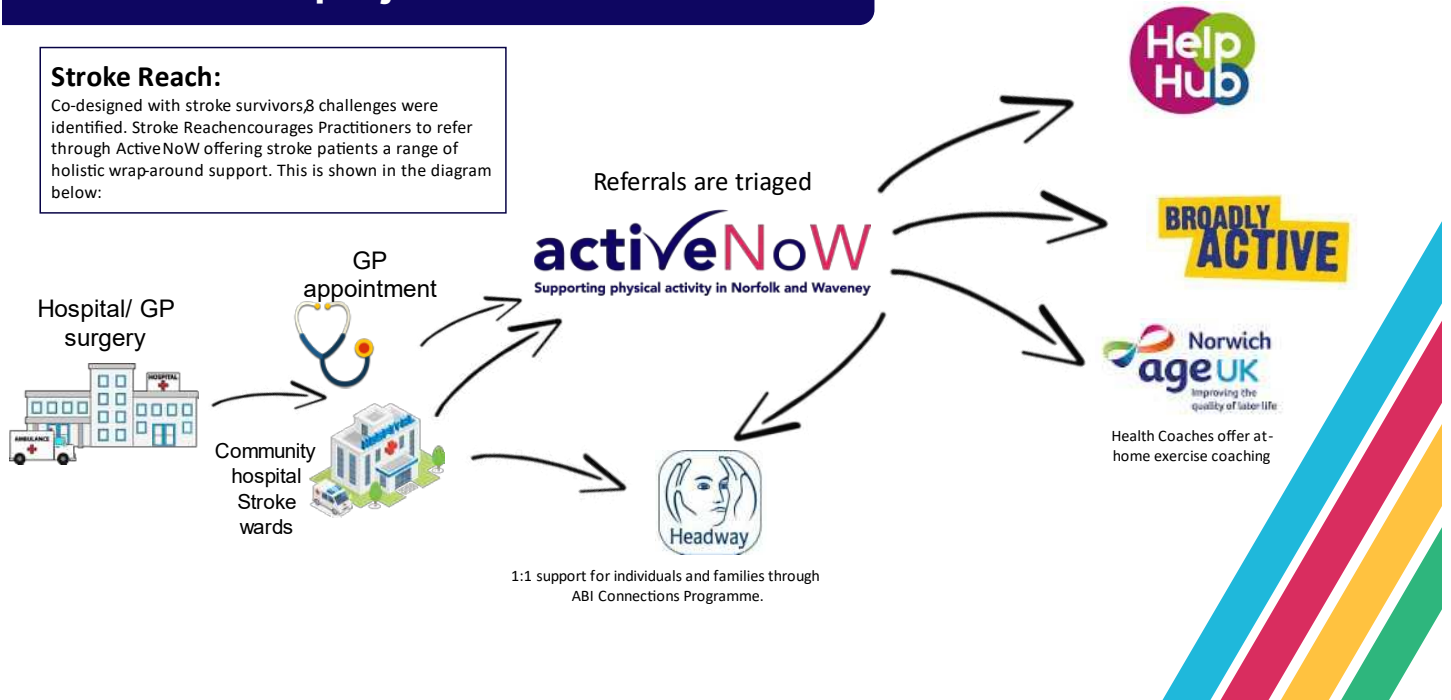 Stroke Reach:
Co-designed with stroke survivors,8 challenges were
identified. Stroke Reachencourages Practitioners to refer
through ActiveNoW offering stroke patients a range of
holistic wrap-around support. This is shown in the diagram
below:
Help
Hub
Referrals are triaged
activeNoW
Supporting physical activity in Norfolk and Waveney
BROADLY
ACTIVE
GP
appointment
Hospital/ GP
surgery
HOSPITAL
AMBULANCE
Norwich
ageUK
Improving the
quality of later life
Health Coaches offer at-
home exercise coaching
Community
hospital
Stroke
wards
Headway
1:1 support for individuals and families through
ABI Connections Programme.